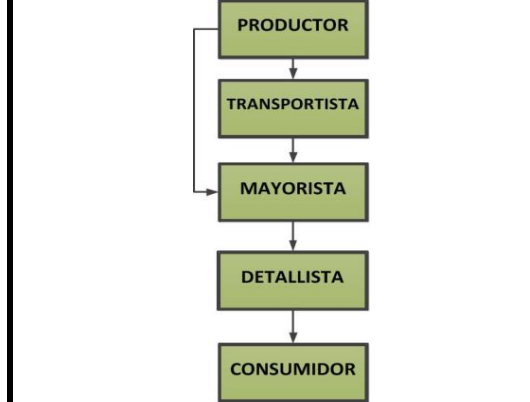 PRODUCTOR
TRANSPORTISTA
MAYORISTA
DETALLISTA
CONSUMIDOR